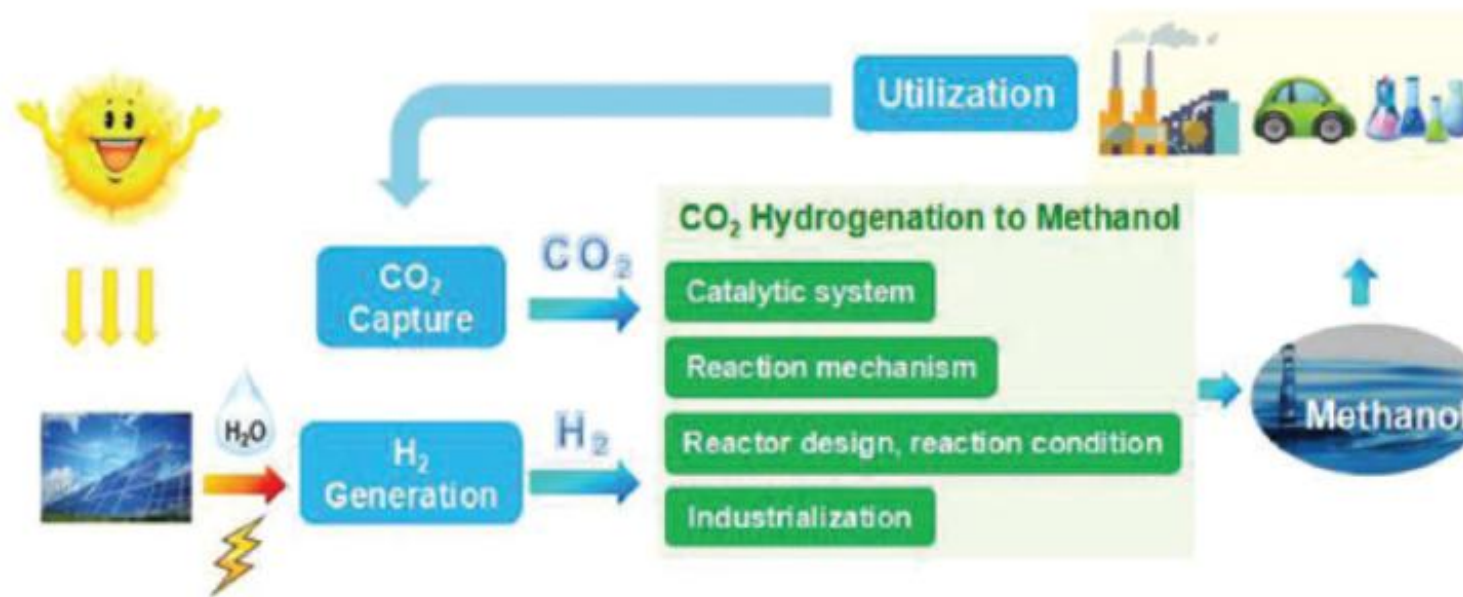 Utilization
CO₂ Hydrogenation to Methanol
CO₂
Capture
CO₂
Catalytic system
Reaction mechanism
H₂O
H₂
Generation
H₂
Reactor design, reaction condition
Industrialization
Methanol